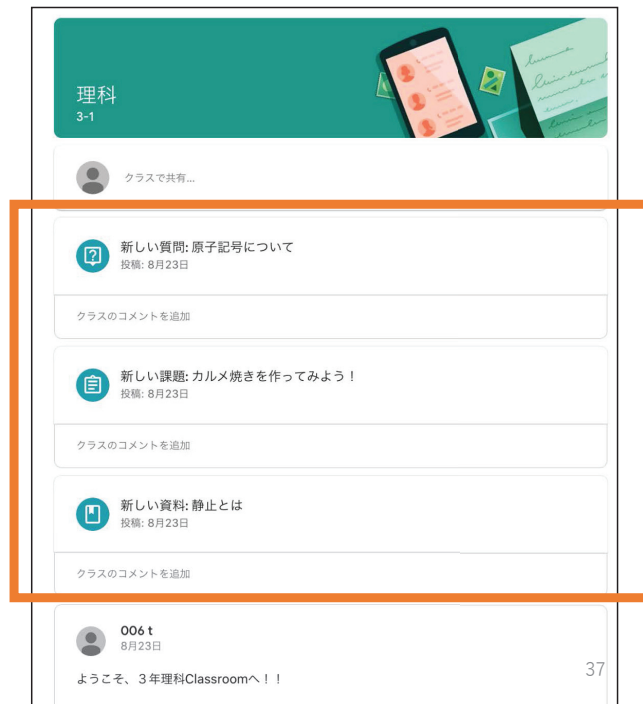 理科
3-1
クラスで共有...
新しい質問: 原子記号について
投稿: 8月23日
クラスのコメントを追加
新しい課題: カルメ焼きを作ってみよう！
投稿: 8月23日
クラスのコメントを追加
新しい資料: 静止とは
投稿: 8月23日
クラスのコメントを追加
006 t
8月23日
ようこそ、３年理科Classroomへ！！
37